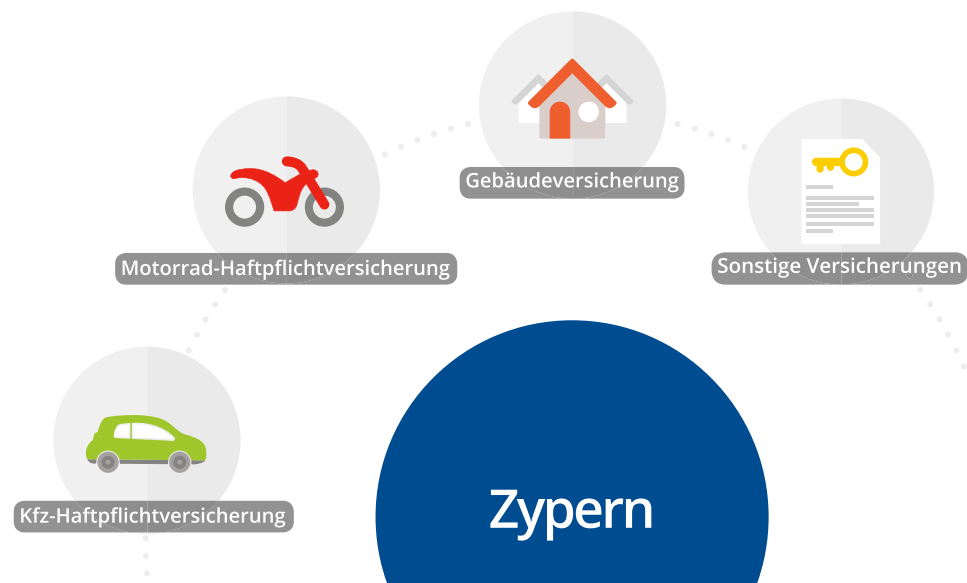 Gebäudeversicherung
Motorrad-Haftpflichtversicherung
Sonstige Versicherungen
Kfz-Haftpflichtversicherung
Zypern